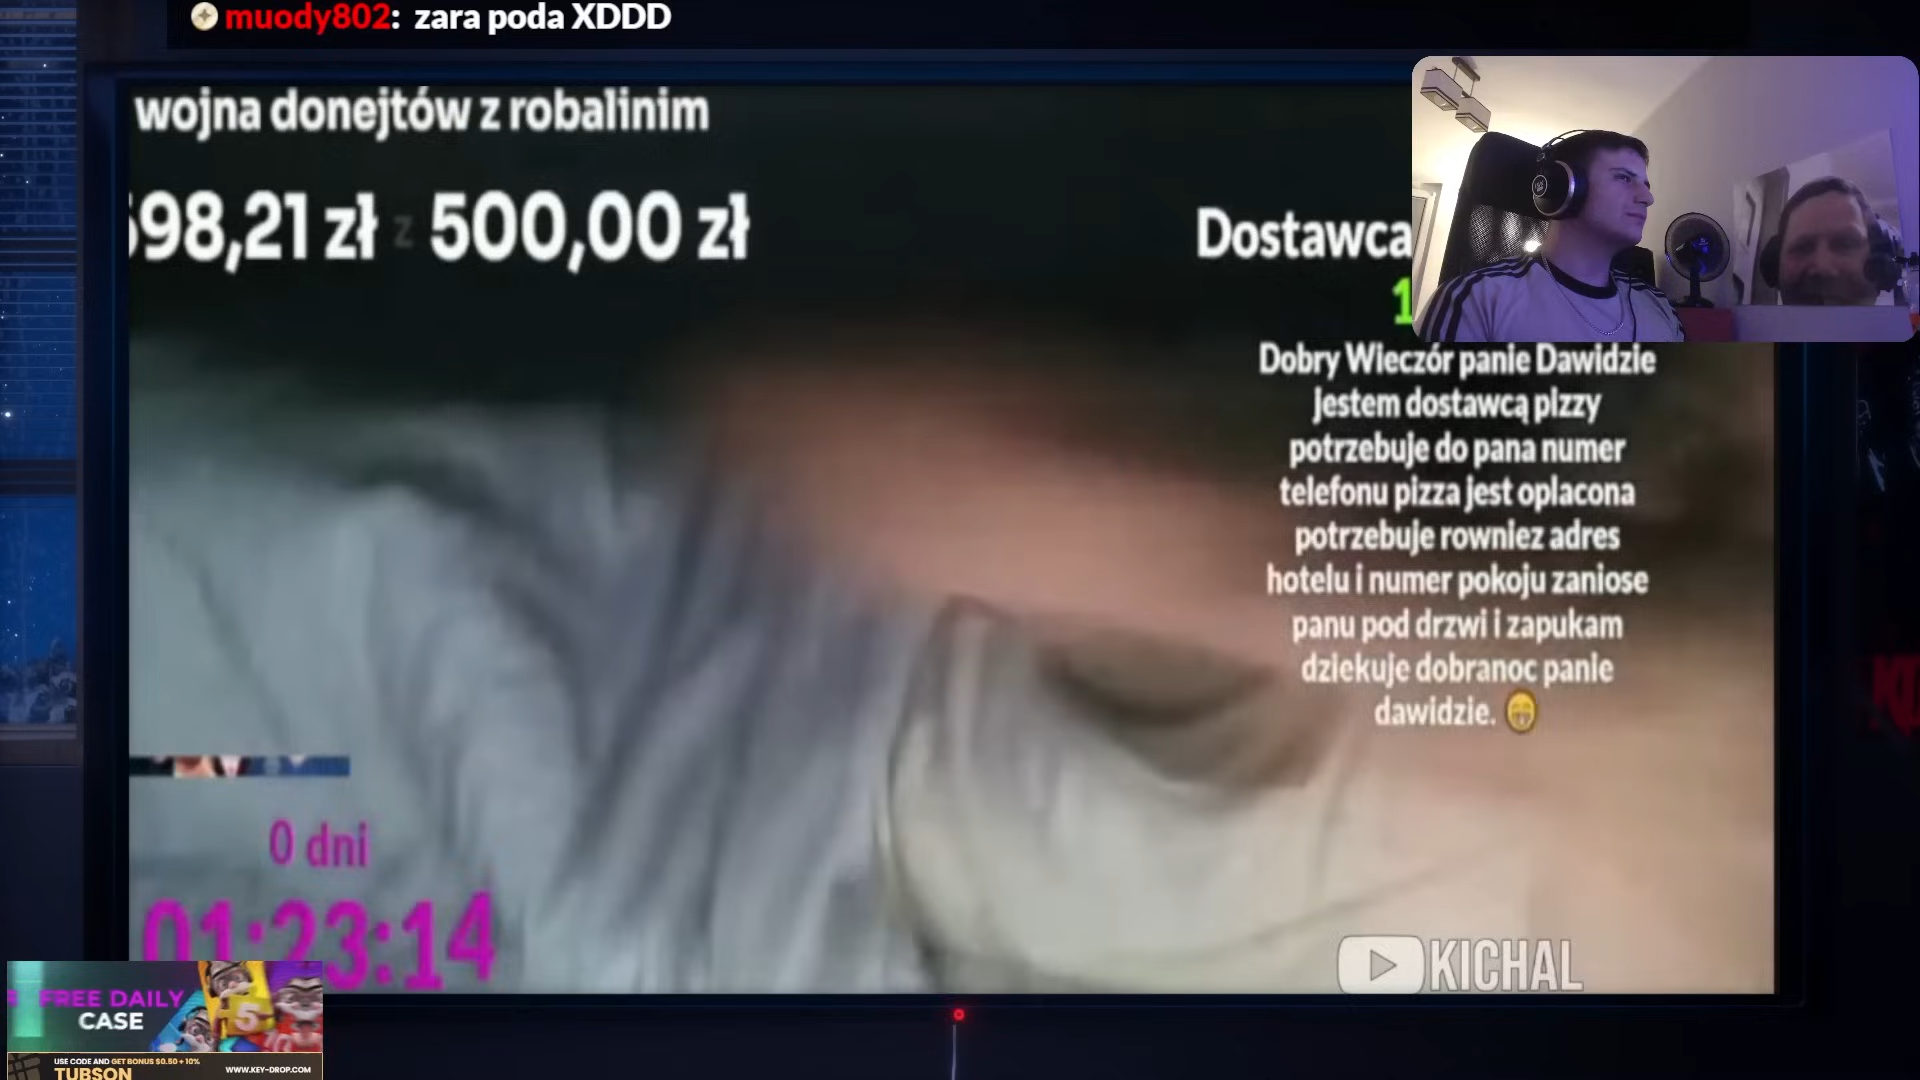 muody802: zara poda XDDD
wojna donejtów z robalinim
598,21 zł z 500,00 zł
Dostawca
1
Dobry Wieczór panie Dawidzie
jestem dostawcą pizzy
potrzebuje do pana numer
telefonu pizza jest oplacona
potrzebuje rowniez adres
hotelu i numer pokoju zaniose
panu pod drzwi i zapukam
dziekuje dobranoc panie
dawidzie. 😁
0 dni
01:23:14
KICHAL
FREE DAILY
CASE
USE CODE AND GET BONUS $0.50 + 10%
TUBSON
WWW.KEY-DROP.COM